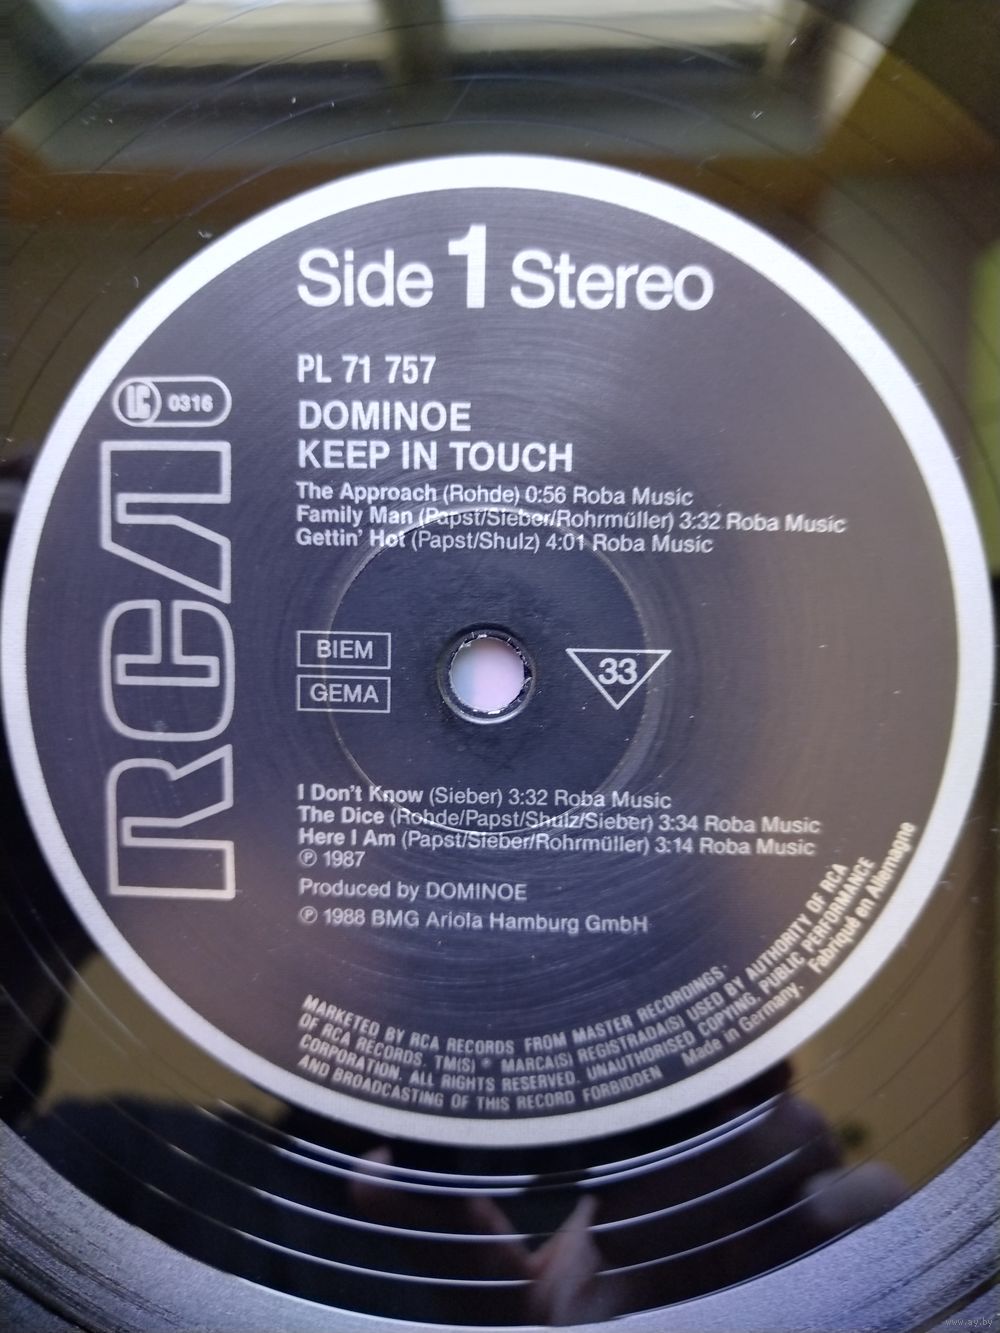 Side 1 Stereo
PL 71 757
LC 0316
DOMINOE
KEEP IN TOUCH
RCA
The Approach (Rohde) 0:56 Roba Music
Family Man (Papst/Sieber/Rohrmüller) 3:32 Roba Music
Gettin' Hot (Papst/Shulz) 4:01 Roba Music
BIEM
GEMA
33
I Don't Know (Sieber) 3:32 Roba Music
The Dice (Rohde/Papst/Shulz/Sieber) 3:34 Roba Music
Here I Am (Papst/Sieber/Rohrmüller) 3:14 Roba Music
℗ 1987
Produced by DOMINOE
℗ 1988 BMG Ariola Hamburg GmbH
MARKETED BY RCA RECORDS FROM MASTER RECORDINGS
OF RCA RECORDS. TM(S) ® MARCA(S) REGISTRADA(S) USED BY AUTHORITY OF RCA
CORPORATION. ALL RIGHTS RESERVED. UNAUTHORISED COPYING, PUBLIC PERFORMANCE
AND BROADCASTING OF THIS RECORD FORBIDDEN Made in Germany. Fabriqué en Allemagne
www.ay.by